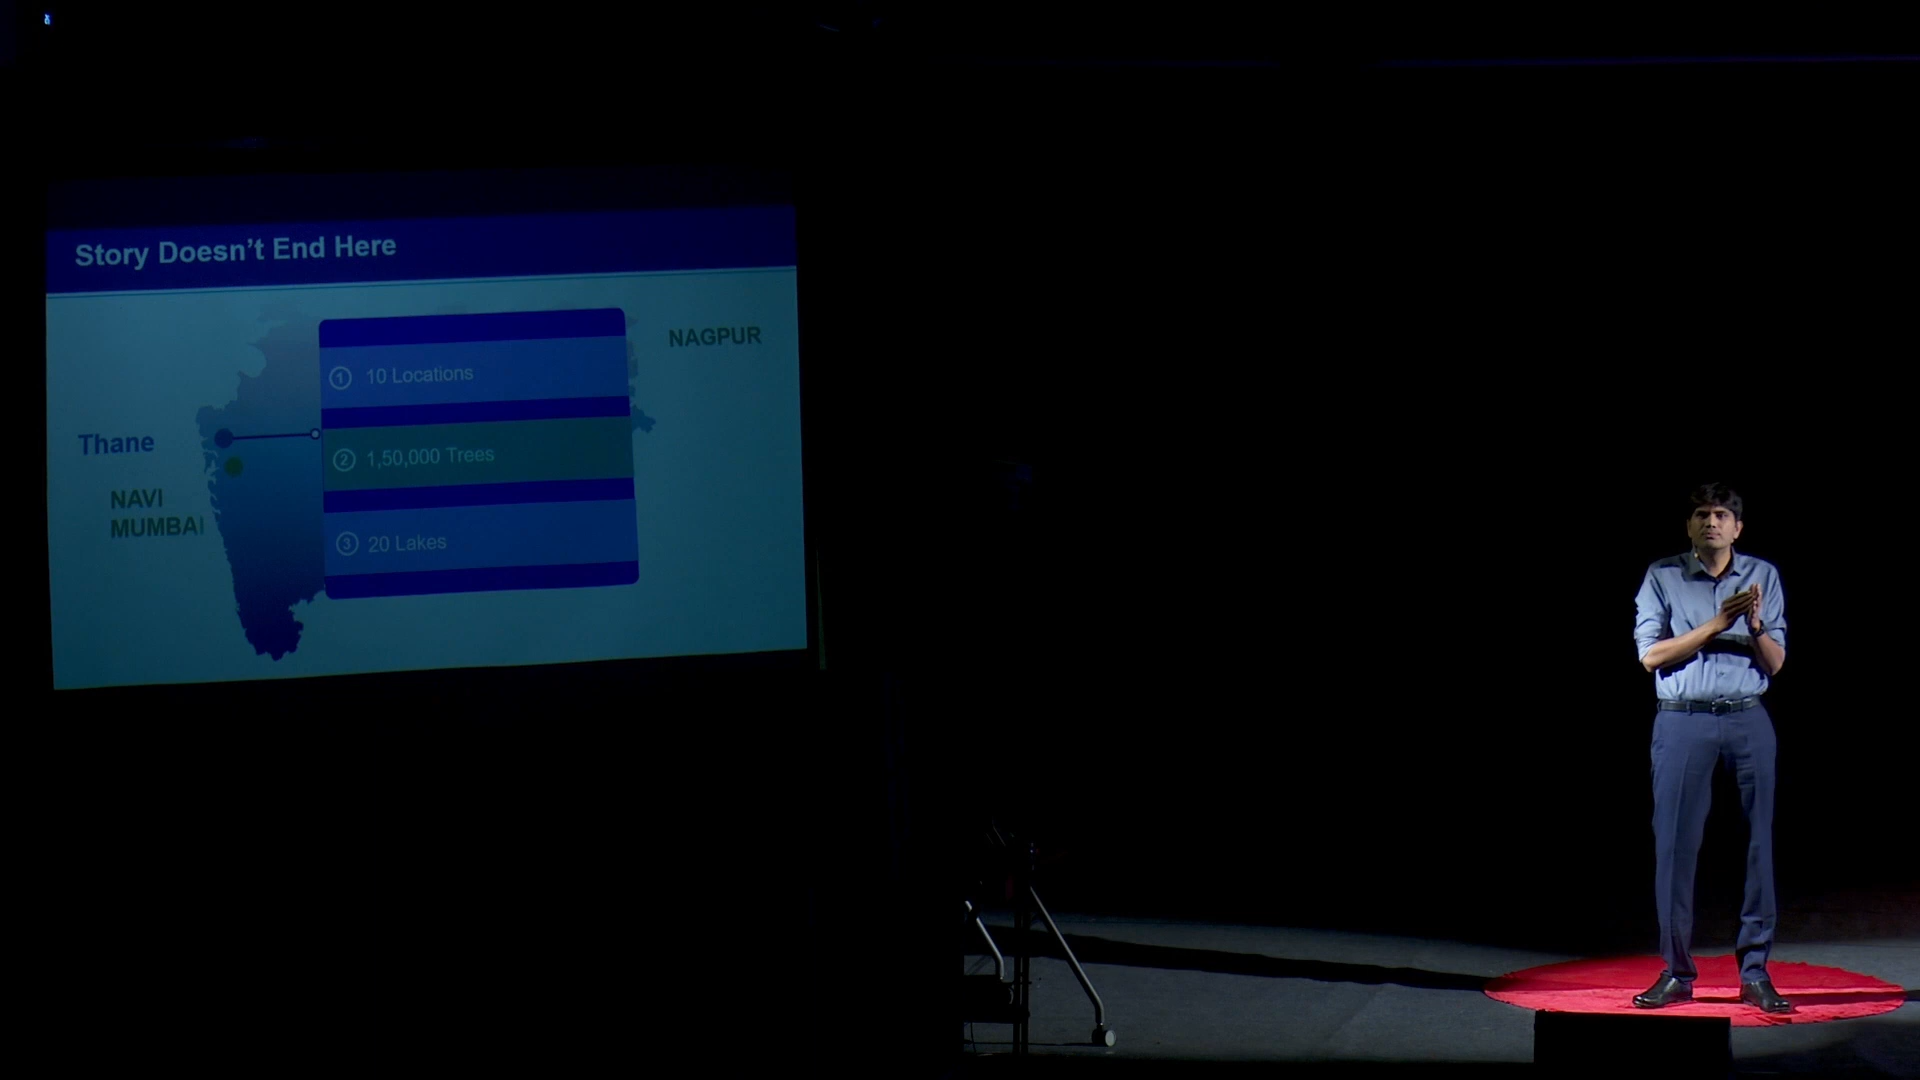 Story Doesn't End Here
NAGPUR
1 10 Locations
Thane
2 1,50,000 Trees
NAVI
MUMBAI
3 20 Lakes